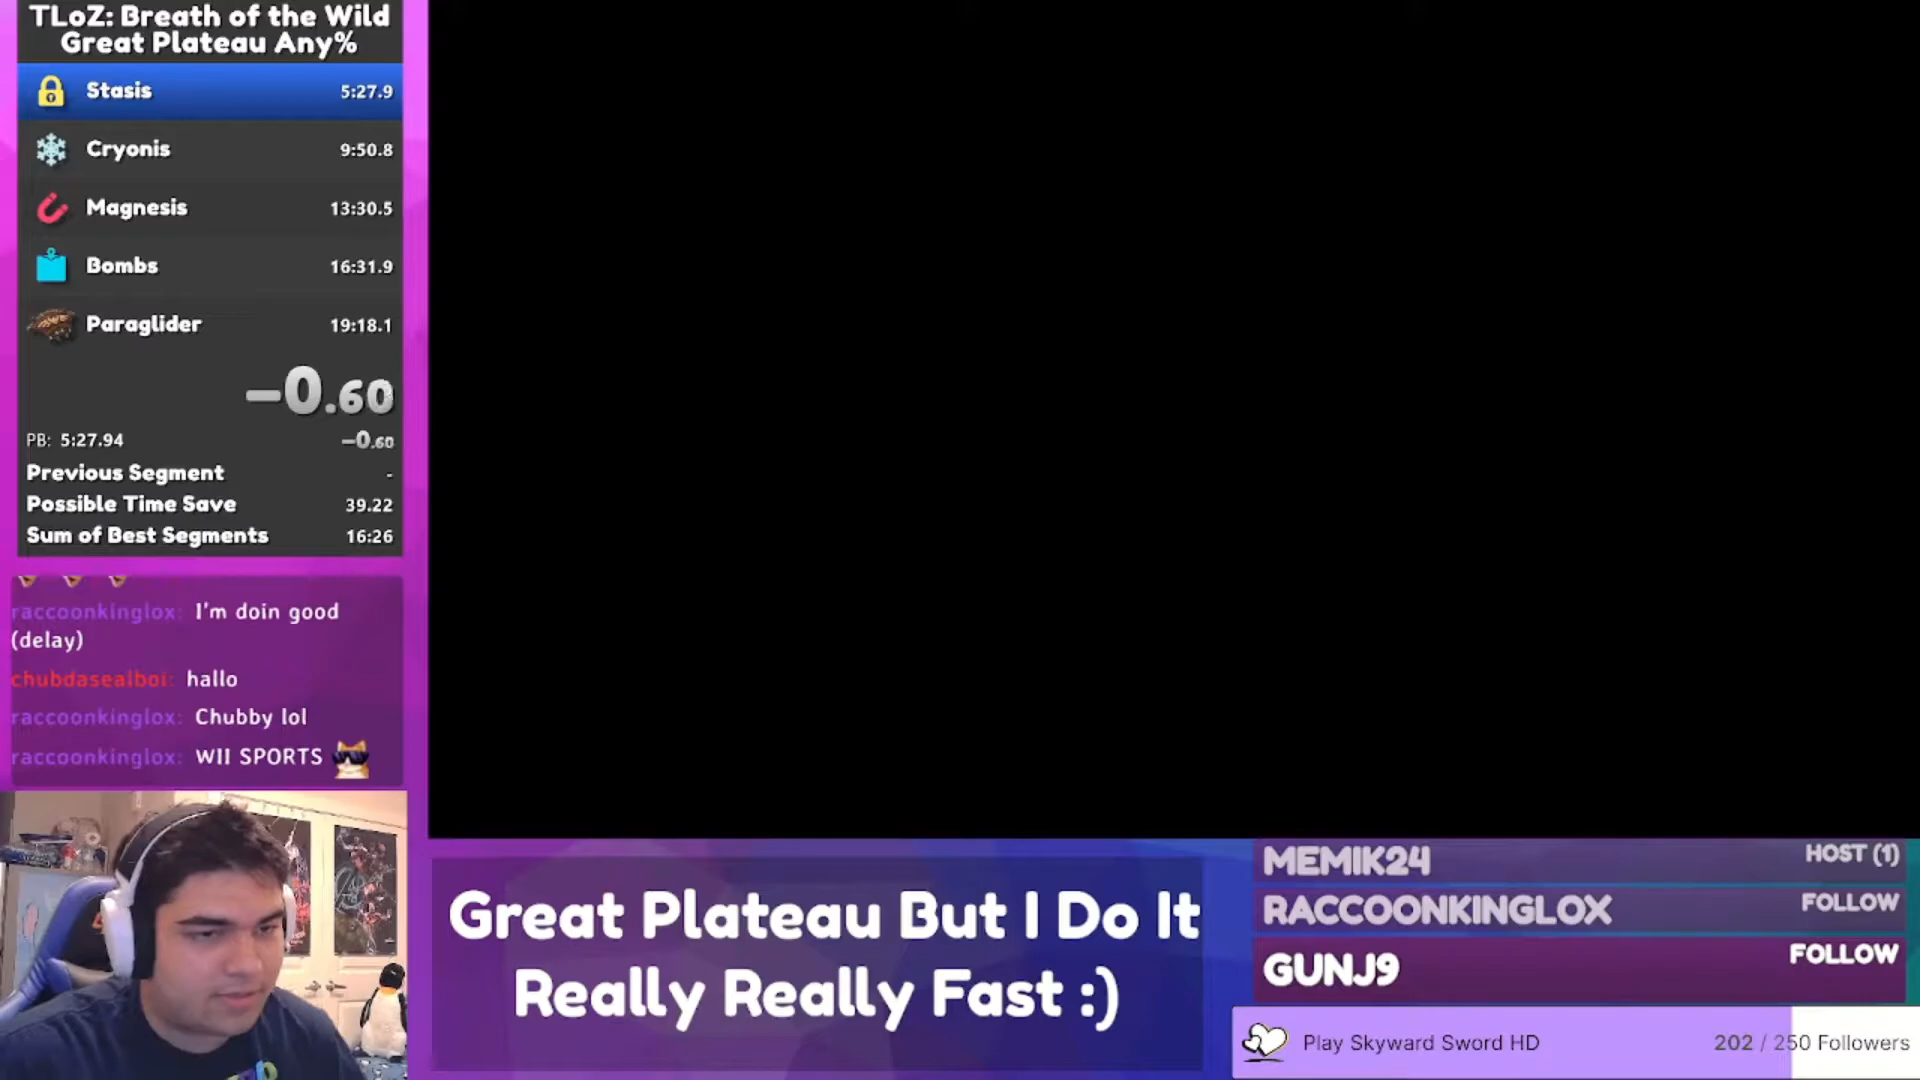 TLoZ: Breath of the Wild
Great Plateau Any%
Stasis 5:27.9
Cryonis 9:50.8
Magnesis 13:30.5
Bombs 16:31.9
Paraglider 19:18.1
−0.60
PB: 5:27.94 −0.60
Previous Segment -
Possible Time Save 39.22
Sum of Best Segments 16:26
raccoonkinglox: I'm doin good
(delay)
chubdasealboi: hallo
raccoonkinglox: Chubby lol
raccoonkinglox: WII SPORTS
Great Plateau But I Do It
Really Really Fast :)
MEMIK24 HOST (1)
RACCOONKINGLOX FOLLOW
GUNJ9 FOLLOW
Play Skyward Sword HD 202 / 250 Followers